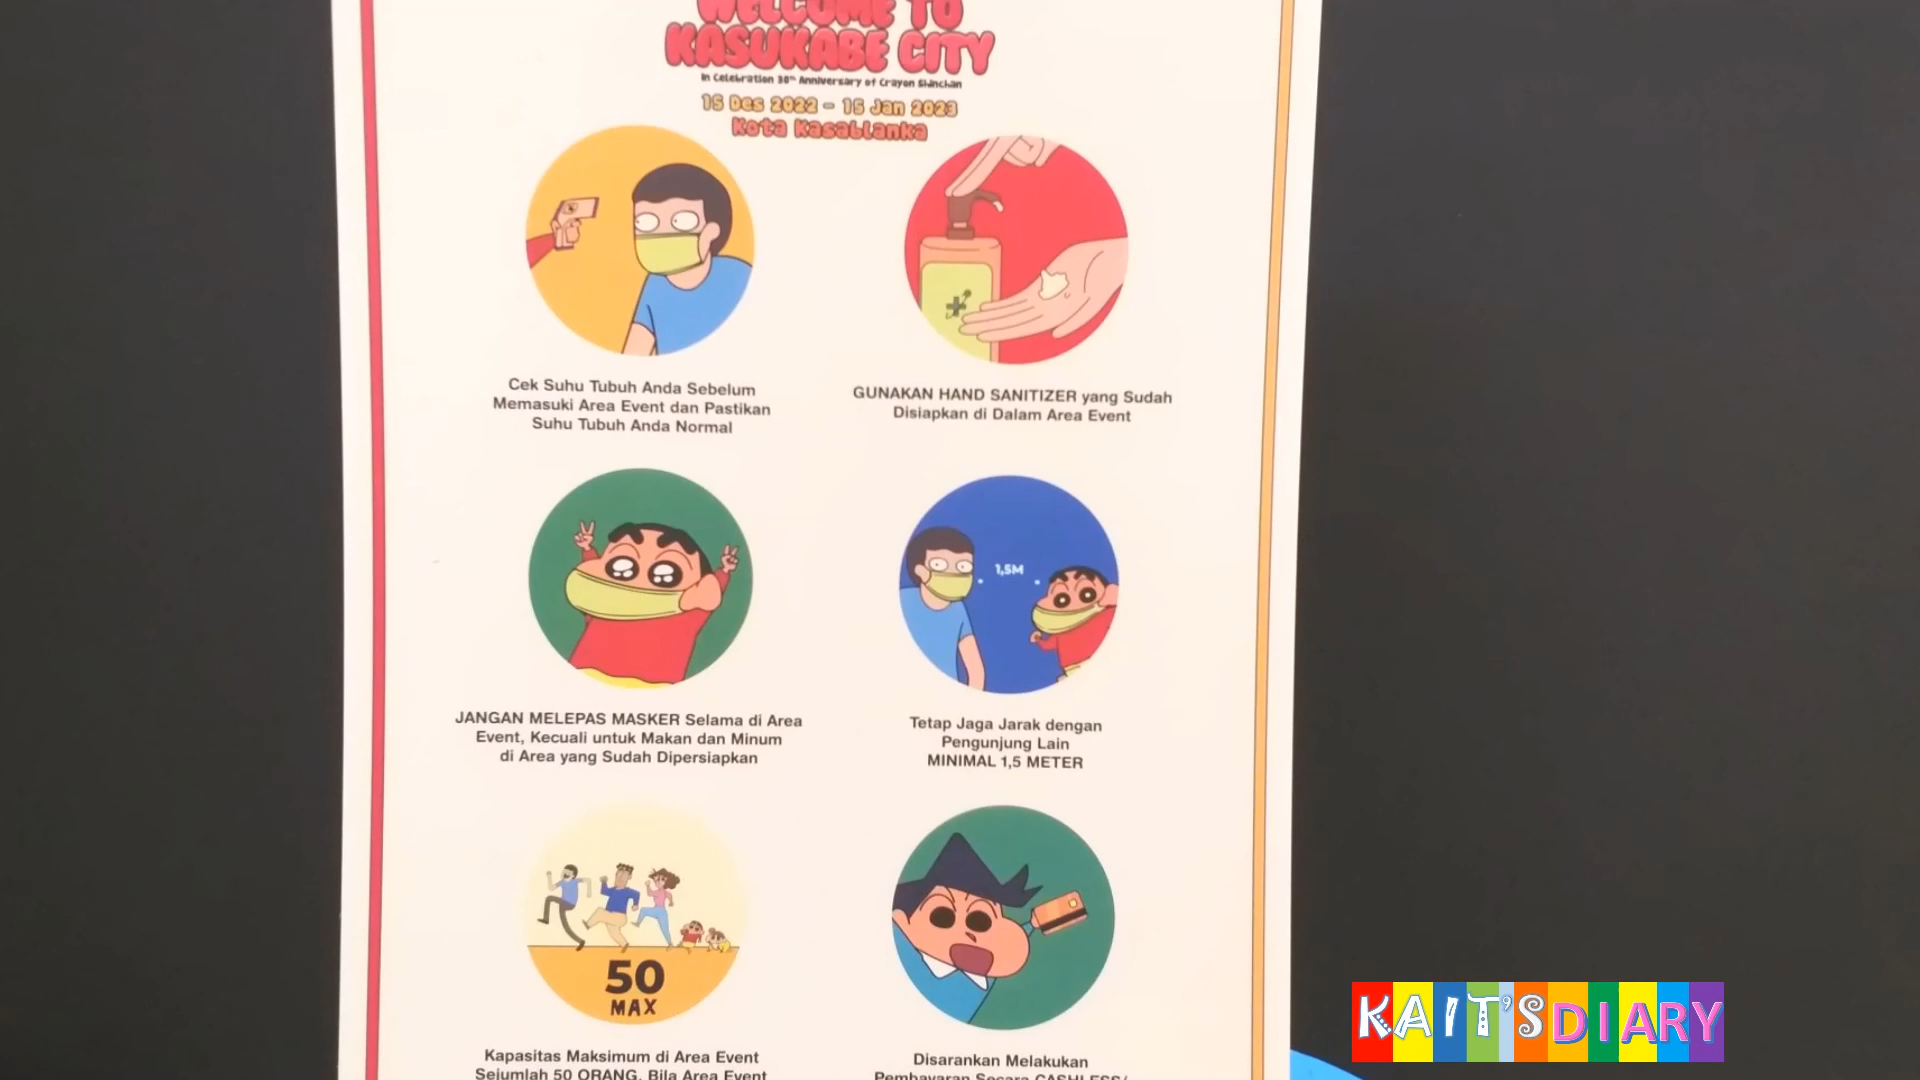 WELCOME TO
KASUKABE CITY
In Celebration 30th Anniversary of Crayon Shinchan
15 Des 2022 - 15 Jan 2023
Kota Kasablanka
Cek Suhu Tubuh Anda Sebelum
Memasuki Area Event dan Pastikan
Suhu Tubuh Anda Normal
GUNAKAN HAND SANITIZER yang Sudah
Disiapkan di Dalam Area Event
1,5M
JANGAN MELEPAS MASKER Selama di Area
Event, Kecuali untuk Makan dan Minum
di Area yang Sudah Dipersiapkan
Tetap Jaga Jarak dengan
Pengunjung Lain
MINIMAL 1,5 METER
50
MAX
Kapasitas Maksimum di Area Event
Sejumlah 50 ORANG. Bila Area Event
Disarankan Melakukan
Pembayaran Secara CASHLESS/
KAIT'S DIARY